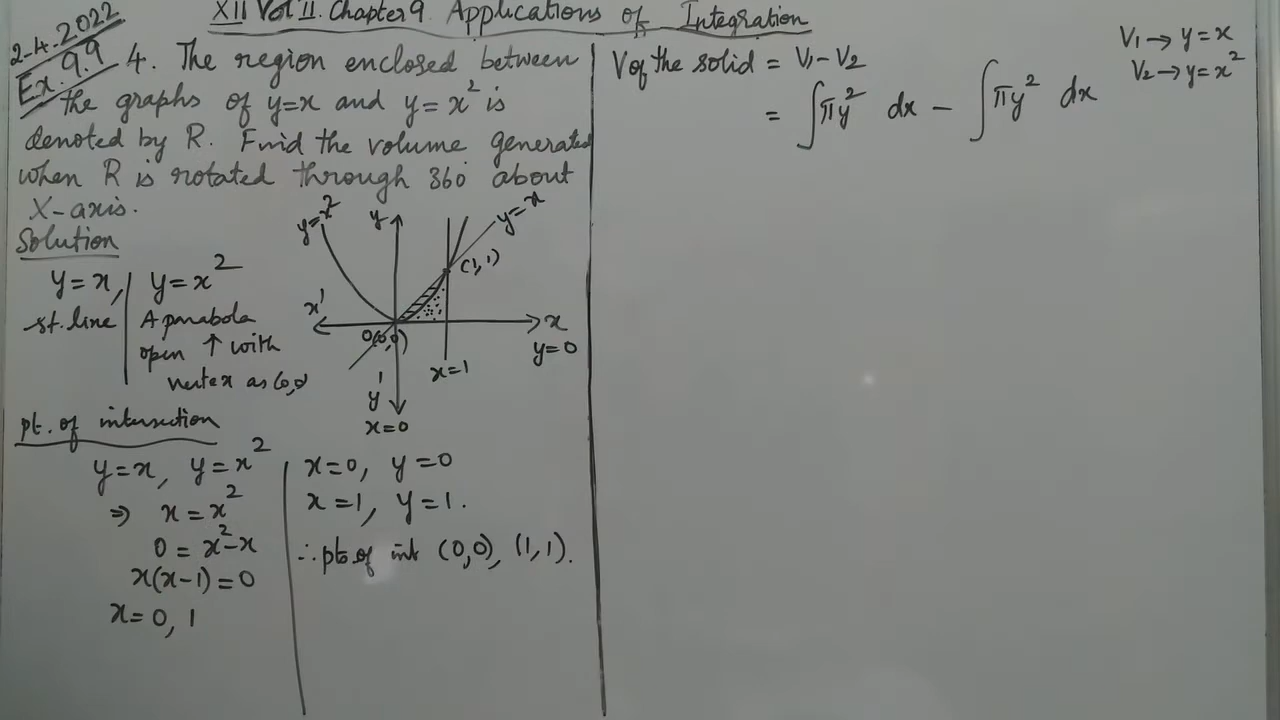 XII Vol II. Chapter 9 Applications of Integration
2-4-2022
Ex. 9.9
4. The region enclosed between
the graphs of y=x and y=x² is
denoted by R. Find the volume generated
when R is rotated through 360° about
X-axis.
Solution
y=x, | y=x²
st. line | A parabola
open ↑ with
vertex as (0,0)
y=x²
y
y=x
(1,1)
x'
O(0,0)
x
y=0
x=1
y'
x=0
pt. of intersection
y=x, y=x²
⇒ x=x²
0=x²-x
x(x-1)=0
x=0, 1
x=0, y=0
x=1, y=1.
∴ pts of int (0,0), (1,1).
V of the solid = V₁-V₂
= ∫πy² dx - ∫πy² dx
V₁→y=x
V₂→y=x²